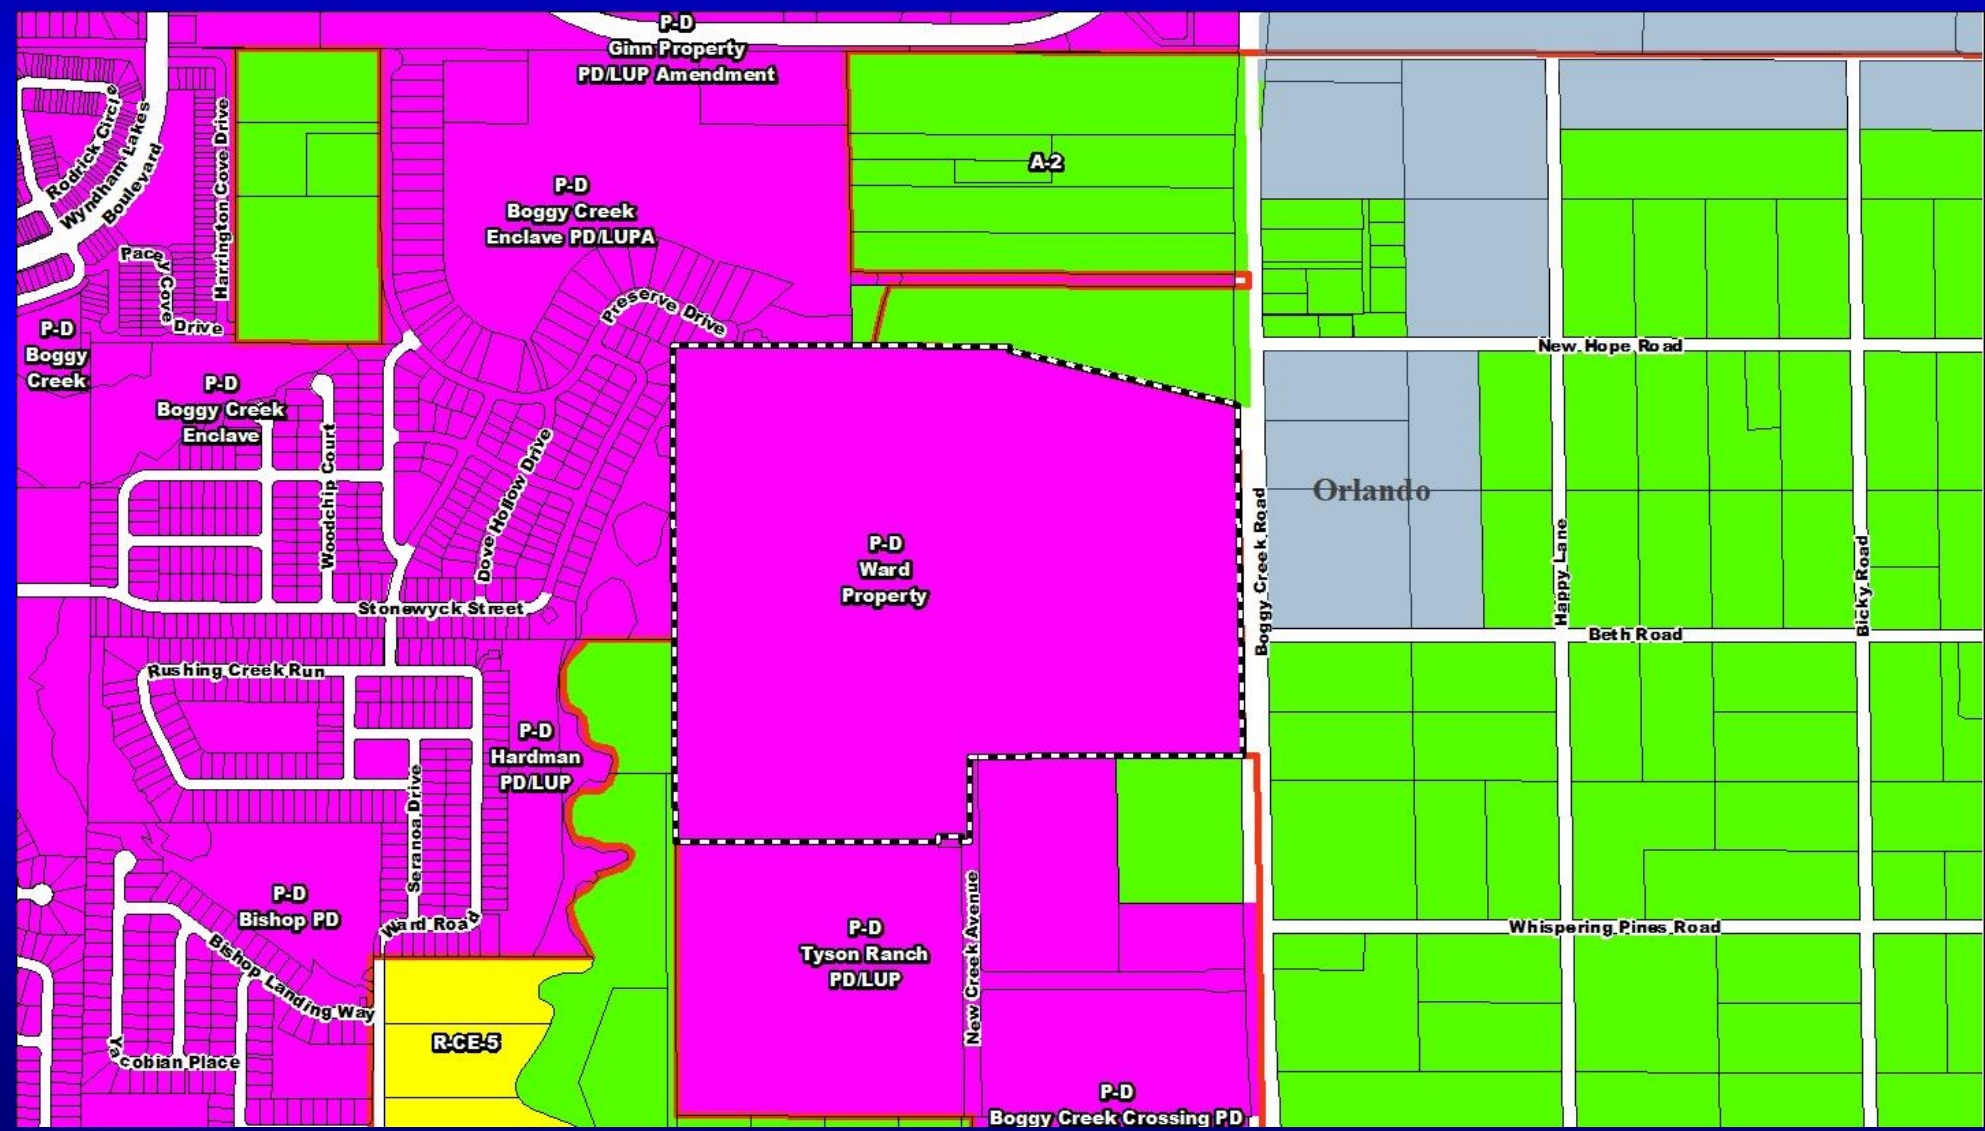 P-D
Ginn Property
PD/LUP Amendment
Rodrick Circle
Wyndham Lakes
Boulevard
Harrington Cove Drive
A-2
P-D
Boggy Creek
Enclave PD/LUPA
Pacey Cove
Drive
Preserve Drive
P-D
Boggy
Creek
New Hope Road
P-D
Boggy Creek
Enclave
Woodchip Court
Dove Hollow Drive
Orlando
Boggy Creek Road
Happy Lane
Bicky Road
P-D
Ward
Property
Stonewyck Street
Beth Road
Rushing Creek Run
P-D
Hardman
PD/LUP
Seranoa Drive
P-D
Bishop PD
Ward Road
Bishop Landing Way
P-D
Tyson Ranch
PD/LUP
New Creek Avenue
Whispering Pines Road
R-CE-5
Yacobian Place
P-D
Boggy Creek Crossing PD